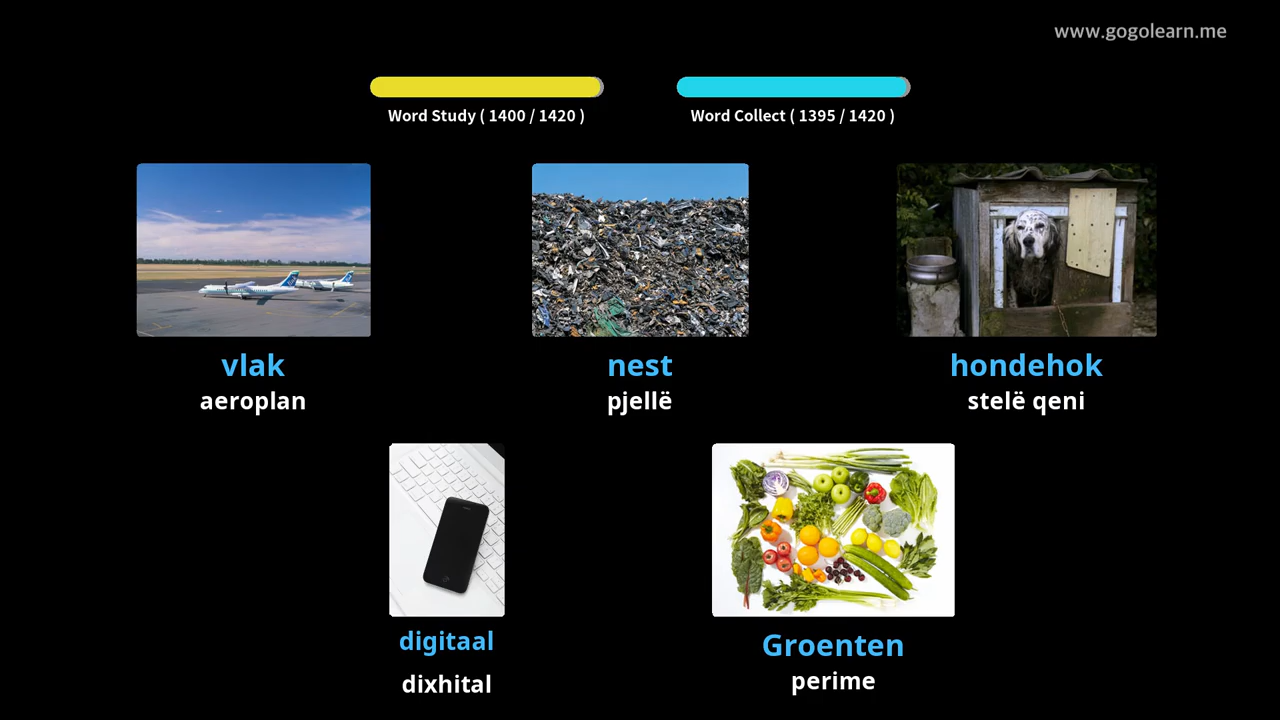 www.gogolearn.me
Word Study ( 1400 / 1420 )
Word Collect ( 1395 / 1420 )
vlak
aeroplan
nest
pjellë
hondehok
stelë qeni
digitaal
dixhital
Groenten
perime